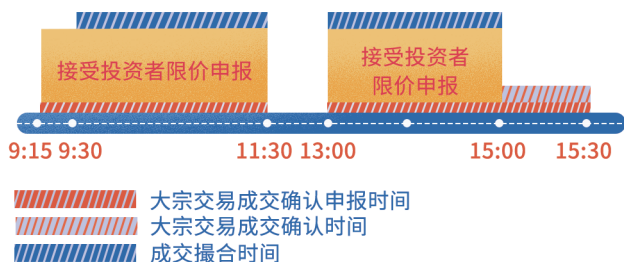 接受投资者限价申报
接受投资者
限价申报
9:15 9:30 11:30 13:00 15:00 15:30
大宗交易成交确认申报时间
大宗交易成交确认时间
成交撮合时间